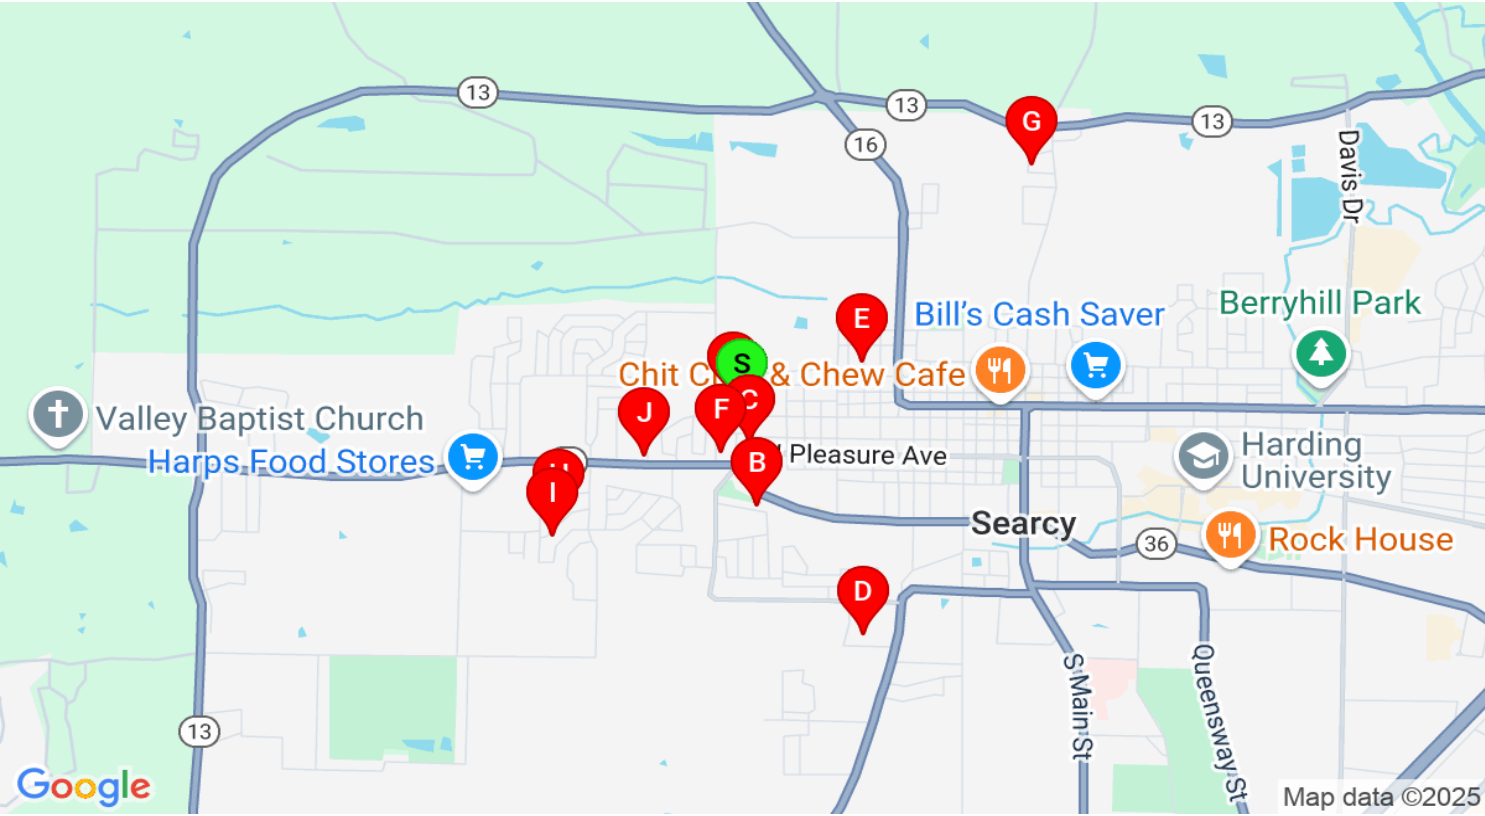 13
13
13
G
16
Davis Dr
Berryhill Park
E
Bill's Cash Saver
S
Chit C
& Chew Cafe
J
F
C
Valley Baptist Church
Harps Food Stores
B
Pleasure Ave
Harding
University
H
I
Searcy
36
Rock House
D
S Main St
Queensway St
13
Google
Map data ©2025